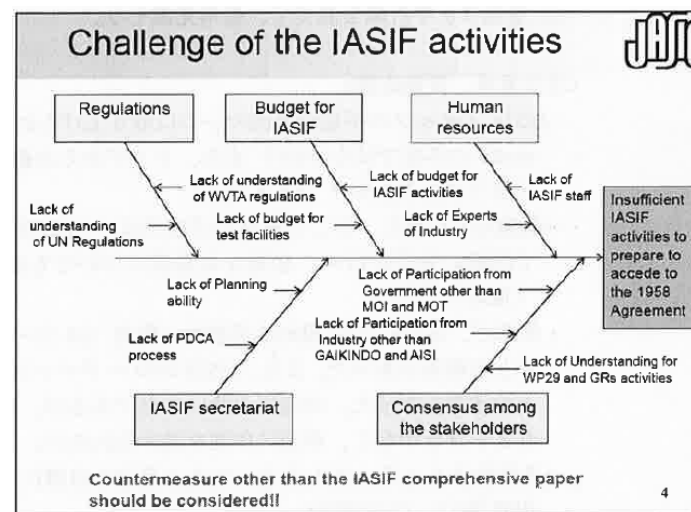 Challenge of the IASIF activities
Regulations
Budget for
IASIF
Human
resources
Lack of understanding
of WVTA regulations
Lack of
understanding
of UN Regulations
Lack of budget for
IASIF activities
Lack of budget for
test facilities
Lack of
IASIF staff
Lack of Experts
of Industry
Insufficient
IASIF
activities to
prepare to
accede to
the 1958
Agreement
Lack of Planning
ability
Lack of PDCA
process
Lack of Participation from
Government other than
MOI and MOT
Lack of Participation from
Industry other than
GAIKINDO and AISI
Lack of Understanding for
WP29 and GRs activities
IASIF secretariat
Consensus among
the stakeholders
Countermeasure other than the IASIF comprehensive paper
should be considered!!
4